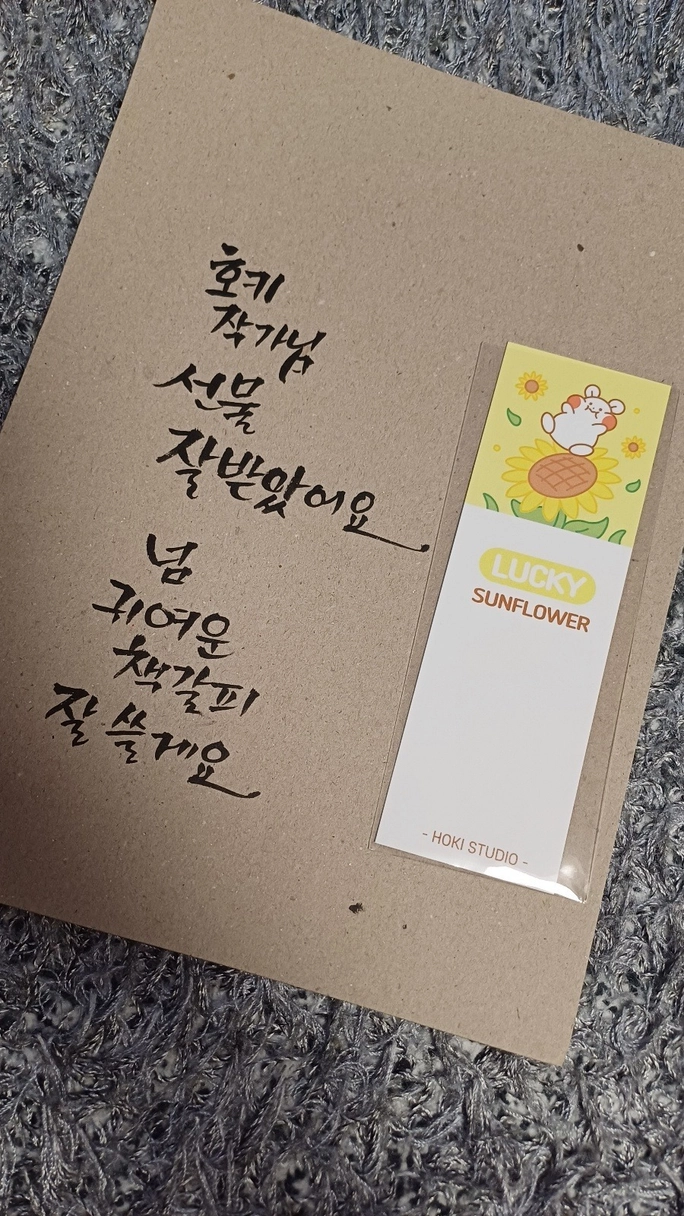 호키
작가님
선물
잘 받았어요
넘
귀여운
책갈피
잘 쓸게요
LUCKY
SUNFLOWER
- HOKI STUDIO -